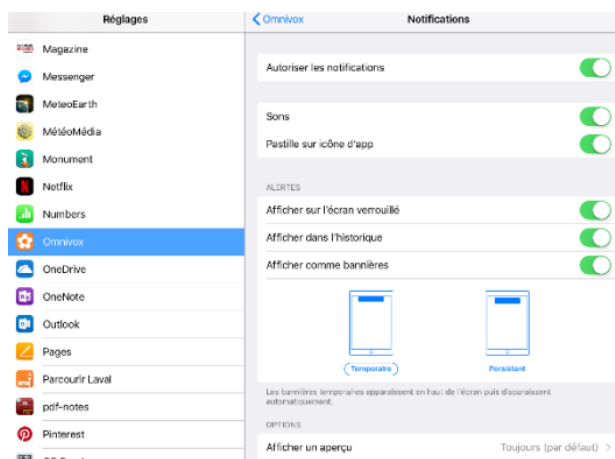 Réglages
Magazine
Messenger
MeteoEarth
MétéoMédia
Monument
Netflix
Numbers
Omnivox
OneDrive
OneNote
Outlook
Pages
Parcourir Laval
pdf-notes
Pinterest
Omnivox
Notifications
Autoriser les notifications
Sons
Pastille sur icône d'app
ALERTES
Afficher sur l'écran verrouillé
Afficher dans l'historique
Afficher comme bannières
Temporaire
Persistant
Les bannières temporaires apparaissent en haut de l'écran puis disparaissent
automatiquement.
OPTIONS
Afficher un aperçu Toujours (par défaut)